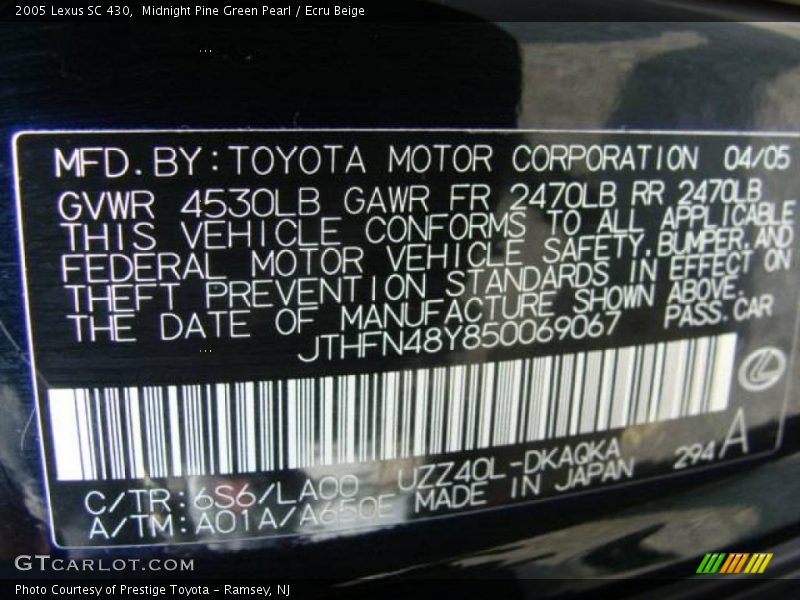 2005 Lexus SC 430,  Midnight Pine Green Pearl / Ecru Beige
MFD. BY: TOYOTA MOTOR CORPORATION 04/05
GVWR 4530LB GAWR FR 2470LB RR 2470LB
THIS VEHICLE CONFORMS TO ALL APPLICABLE
FEDERAL MOTOR VEHICLE SAFETY, BUMPER, AND
THEFT PREVENTION STANDARDS IN EFFECT ON
THE DATE OF MANUFACTURE SHOWN ABOVE.
JTHFN48Y850069067 PASS. CAR
C/TR: 6S6/LA00 UZZ40L-DKAQKA 294A
A/TM: A01A/A650E MADE IN JAPAN
GTCARLOT.COM
Photo Courtesy of Prestige Toyota - Ramsey, NJ